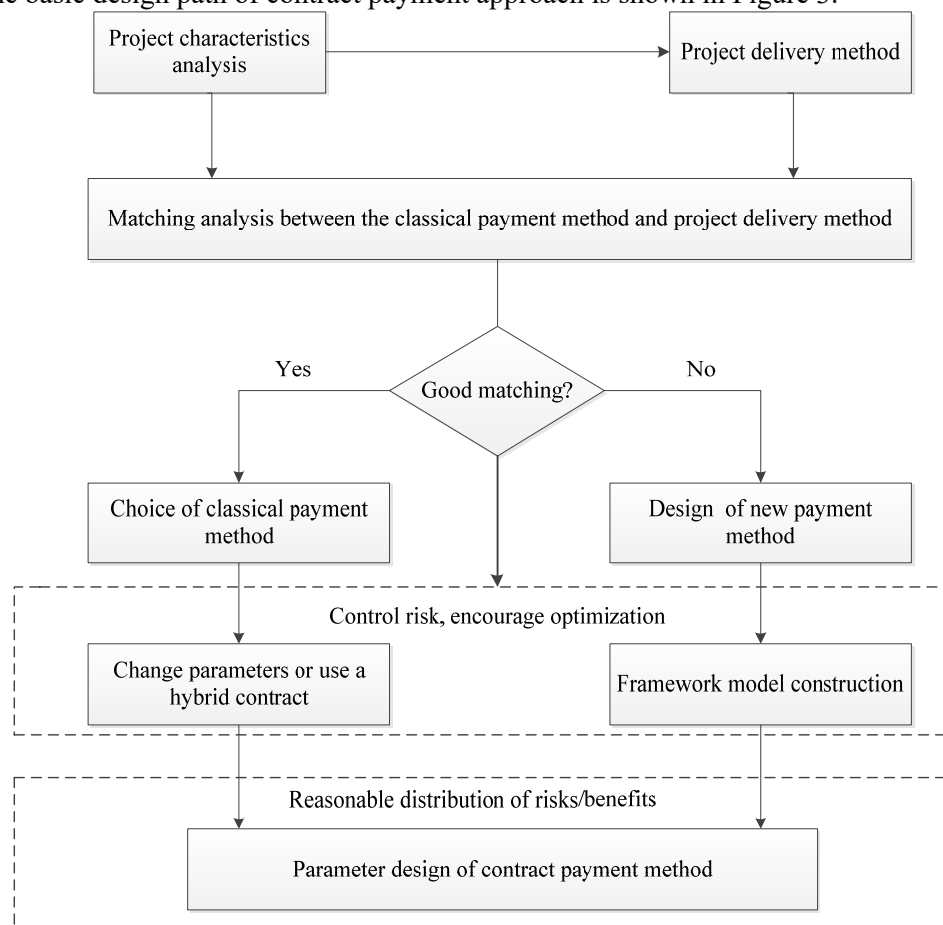 basic design path of contract payment approach is shown in Figure 3.
Project characteristics
analysis
Project delivery method
Matching analysis between the classical payment method and project delivery method
Good matching?
Yes
No
Choice of classical payment
method
Design of new payment
method
Control risk, encourage optimization
Change parameters or use a
hybrid contract
Framework model construction
Reasonable distribution of risks/benefits
Parameter design of contract payment method